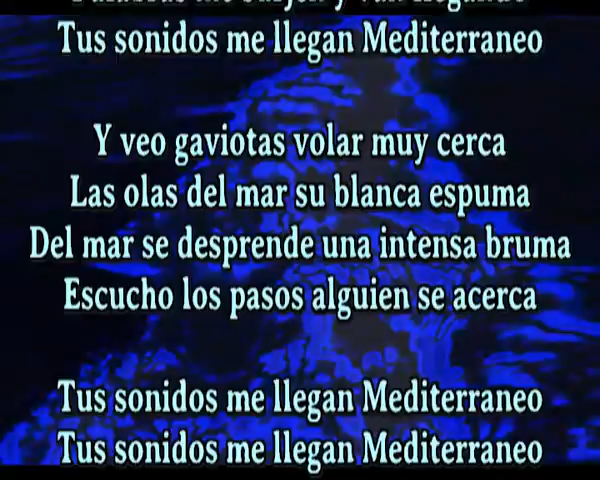 Tus sonidos me llegan Mediterraneo
Y veo gaviotas volar muy cerca
Las olas del mar su blanca espuma
Del mar se desprende una intensa bruma
Escucho los pasos alguien se acerca
Tus sonidos me llegan Mediterraneo
Tus sonidos me llegan Mediterraneo